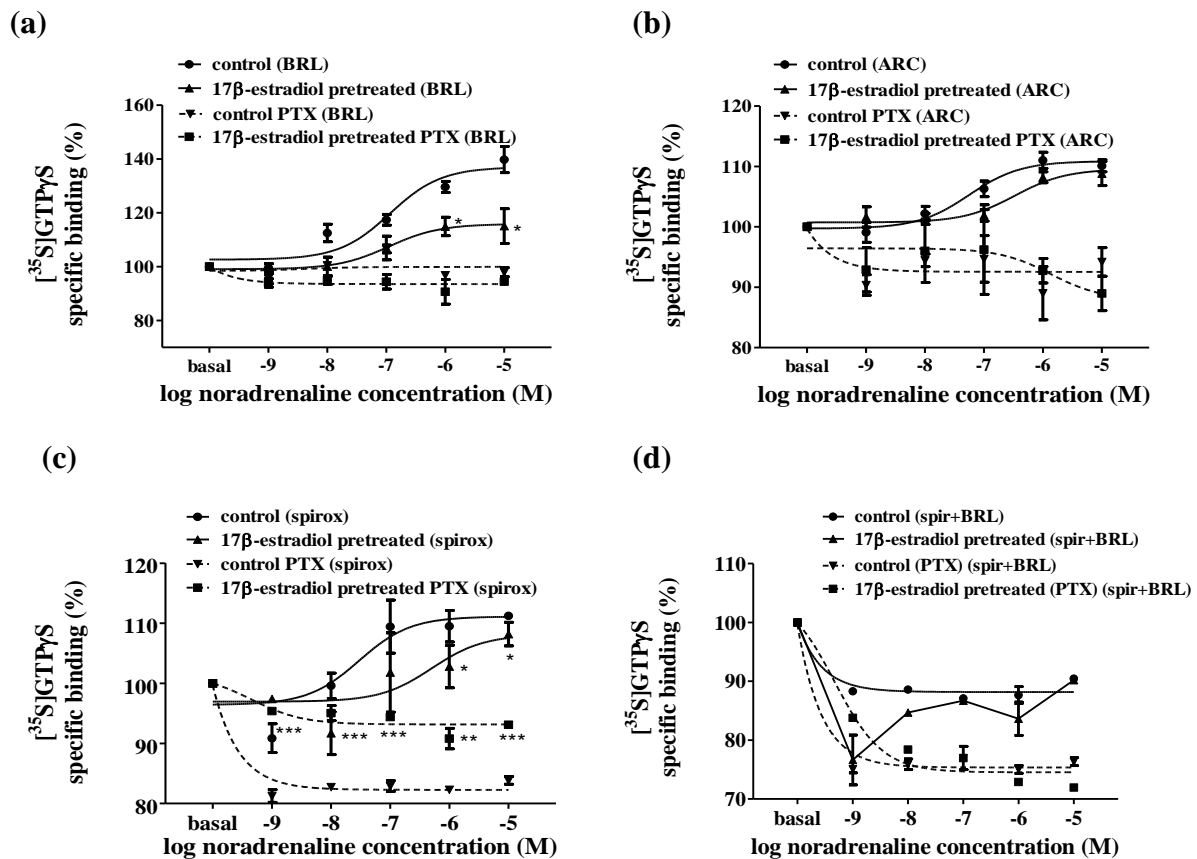 (a)
control (BRL)
17β-estradiol pretreated (BRL)
control PTX (BRL)
17β-estradiol pretreated PTX (BRL)
[³⁵S]GTPγS
specific binding (%)
160
140
120
100
80
*
*
basal -9 -8 -7 -6 -5
log noradrenaline concentration (M)
(b)
control (ARC)
17β-estradiol pretreated (ARC)
control PTX (ARC)
17β-estradiol pretreated PTX (ARC)
[³⁵S]GTPγS
specific binding (%)
120
110
100
90
80
basal -9 -8 -7 -6 -5
log noradrenaline concentration (M)
(c)
control (spirox)
17β-estradiol pretreated (spirox)
control PTX (spirox)
17β-estradiol pretreated PTX (spirox)
[³⁵S]GTPγS
specific binding (%)
120
110
100
90
80
* *
*** *** *** ** ***
basal -9 -8 -7 -6 -5
log noradrenaline concentration (M)
(d)
control (spir+BRL)
17β-estradiol pretreated (spir+BRL)
control (PTX) (spir+BRL)
17β-estradiol pretreated (PTX) (spir+BRL)
[³⁵S]GTPγS
specific binding (%)
110
100
90
80
70
basal -9 -8 -7 -6 -5
log noradrenaline concentration (M)